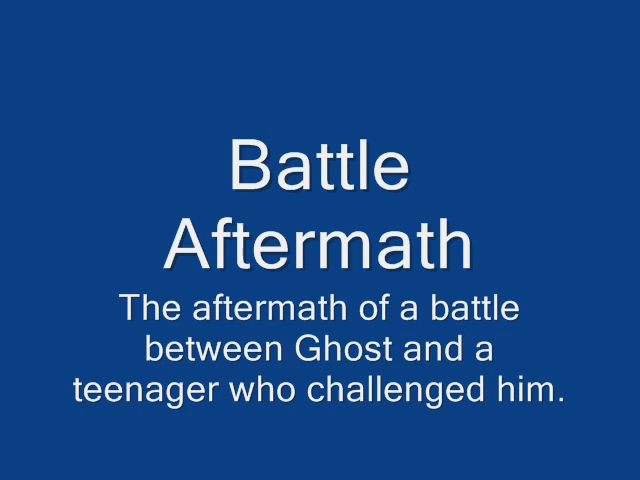 Battle
Aftermath
The aftermath of a battle
between Ghost and a
teenager who challenged him.